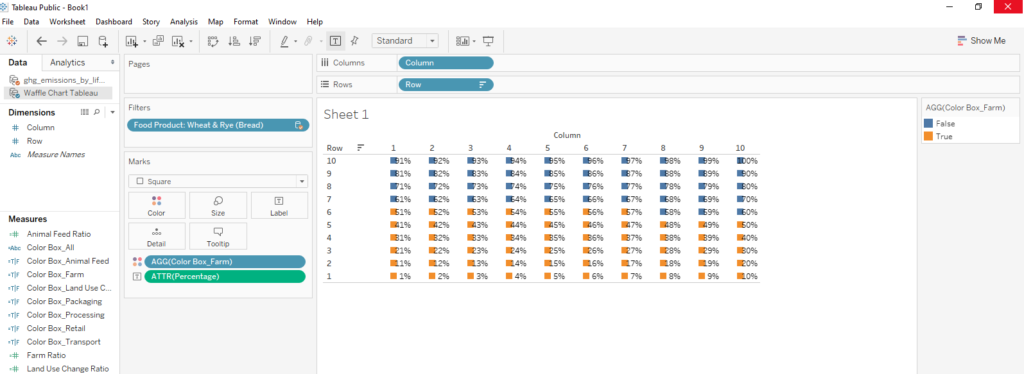 Tableau Public - Book1
File Data Worksheet Dashboard Story Analysis Map Format Window Help
Standard
Show Me
Data Analytics
ghg_emissions_by_lif...
Waffle Chart Tableau
Dimensions
# Column
# Row
Abc Measure Names
Measures
# Animal Feed Ratio
=Abc Color Box_All
=T|F Color Box_Animal Feed
=T|F Color Box_Farm
=T|F Color Box_Land Use C...
=T|F Color Box_Packaging
=T|F Color Box_Processing
=T|F Color Box_Retail
=T|F Color Box_Transport
=# Farm Ratio
=# Land Use Change Ratio
Pages
Filters
Food Product: Wheat & Rye (Bread)
Marks
Square
Color Size Label
Detail Tooltip
AGG(Color Box_Farm)
ATTR(Percentage)
Columns Column
Rows Row
Sheet 1
Column
Row 1 2 3 4 5 6 7 8 9 10
10 91% 92% 93% 94% 95% 96% 97% 98% 99% 100%
9 81% 82% 83% 84% 85% 86% 87% 88% 89% 90%
8 71% 72% 73% 74% 75% 76% 77% 78% 79% 80%
7 61% 62% 63% 64% 65% 66% 67% 68% 69% 70%
6 51% 52% 53% 54% 55% 56% 57% 58% 59% 60%
5 41% 42% 43% 44% 45% 46% 47% 48% 49% 50%
4 31% 32% 33% 34% 35% 36% 37% 38% 39% 40%
3 21% 22% 23% 24% 25% 26% 27% 28% 29% 30%
2 11% 12% 13% 14% 15% 16% 17% 18% 19% 20%
1 1% 2% 3% 4% 5% 6% 7% 8% 9% 10%
AGG(Color Box_Farm)
False
True